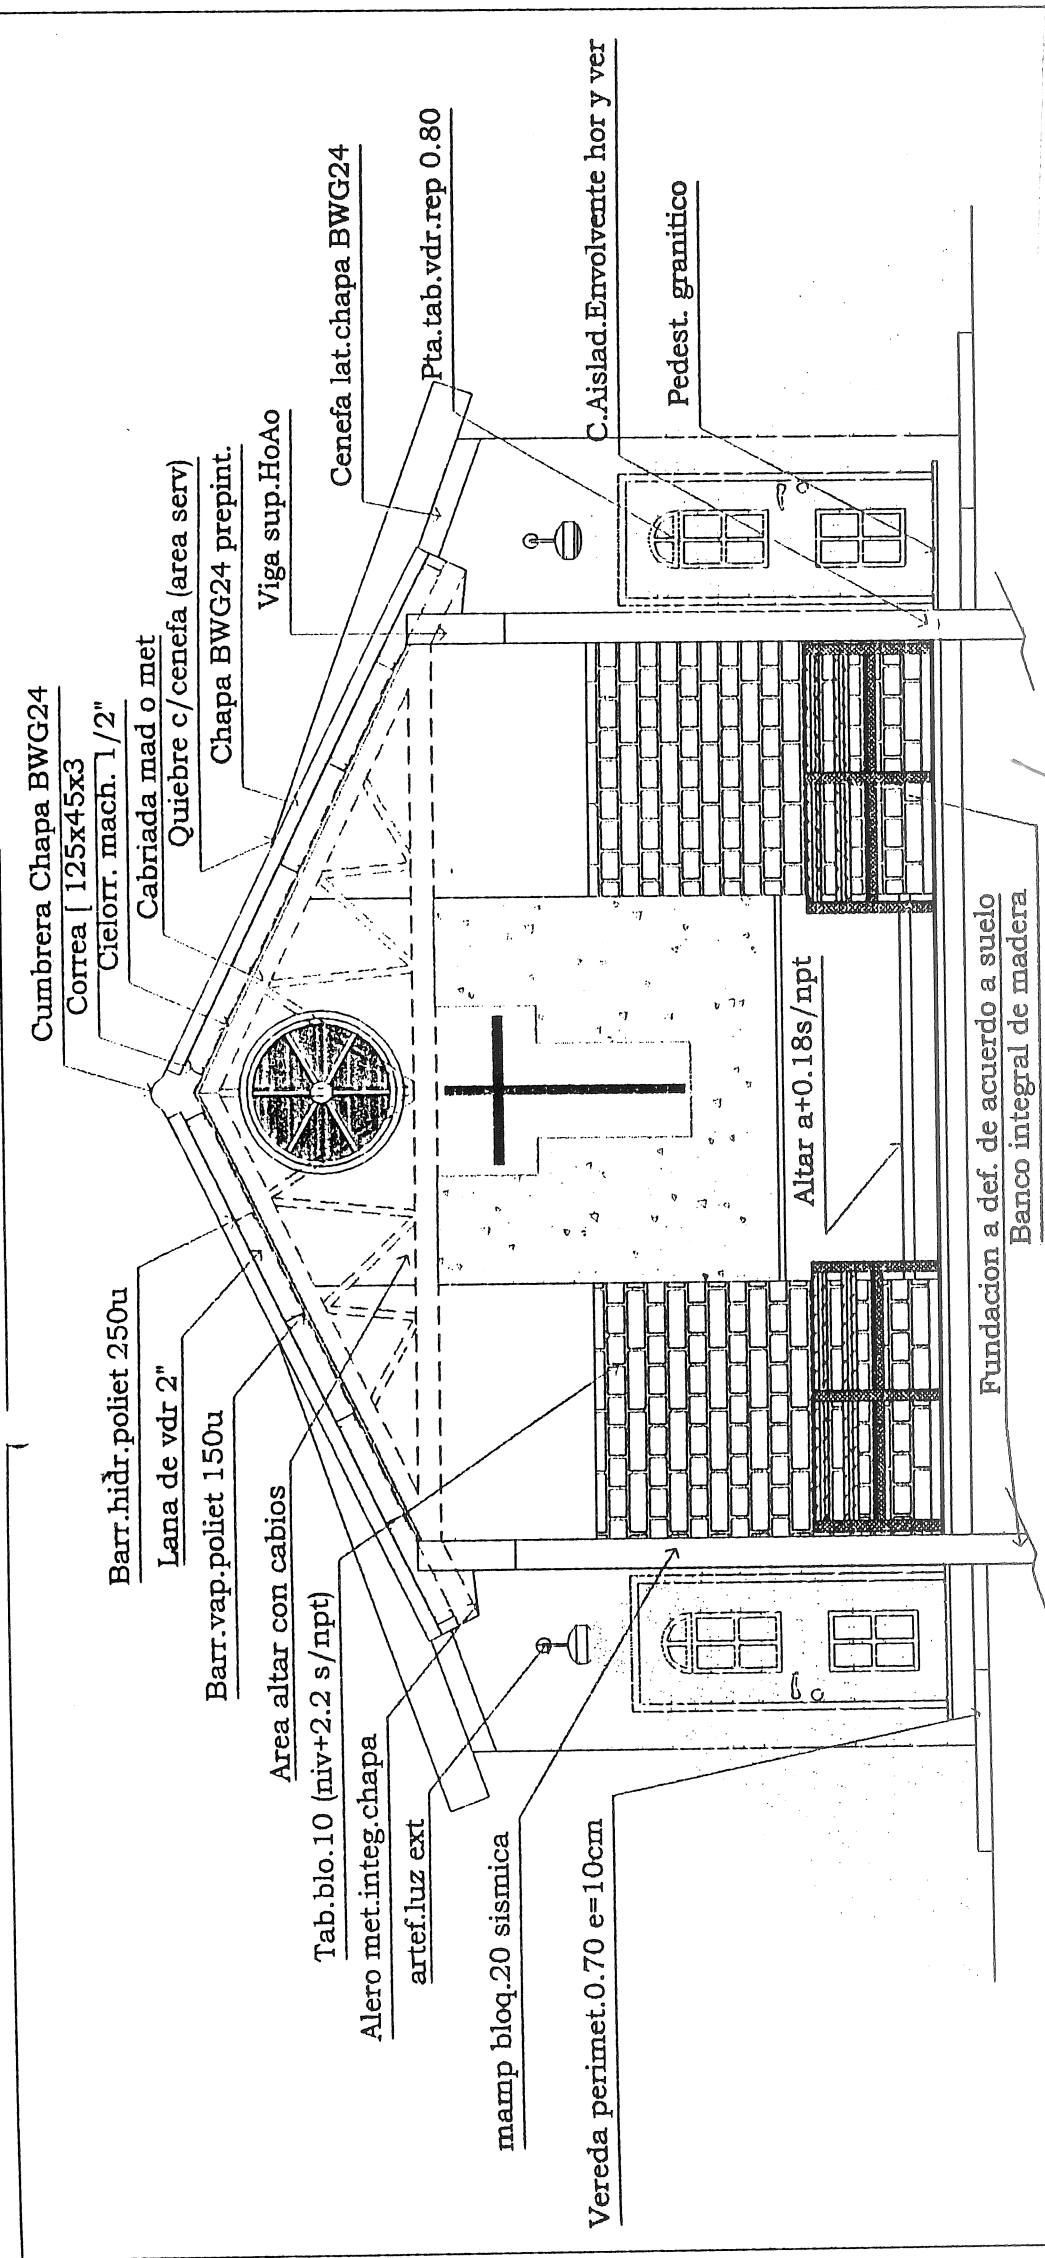 Cumbrera Chapa BWG24
Correa [ 125x45x3
Cielorr. mach. 1/2"
Cabriada mad o met
Quiebre c/cenefa (area serv)
Chapa BWG24 prepint.
Viga sup.HoAo
Cenefa lat.chapa BWG24
Pta.tab.vdr.rep 0.80
C.Aislad.Envolvente hor y ver
Pedest. granitico
Barr.hidr.poliet 250u
Lana de vdr 2"
Barr.vap.poliet 150u
Area altar con cabios
Tab.blo.10 (niv+2.2 s/npt)
Alero met.integ.chapa
artef.luz ext
mamp bloq.20 sismica
Vereda perimet.0.70 e=10cm
Altar a+0.18s/npt
Fundacion a def. de acuerdo a suelo
Banco integral de madera